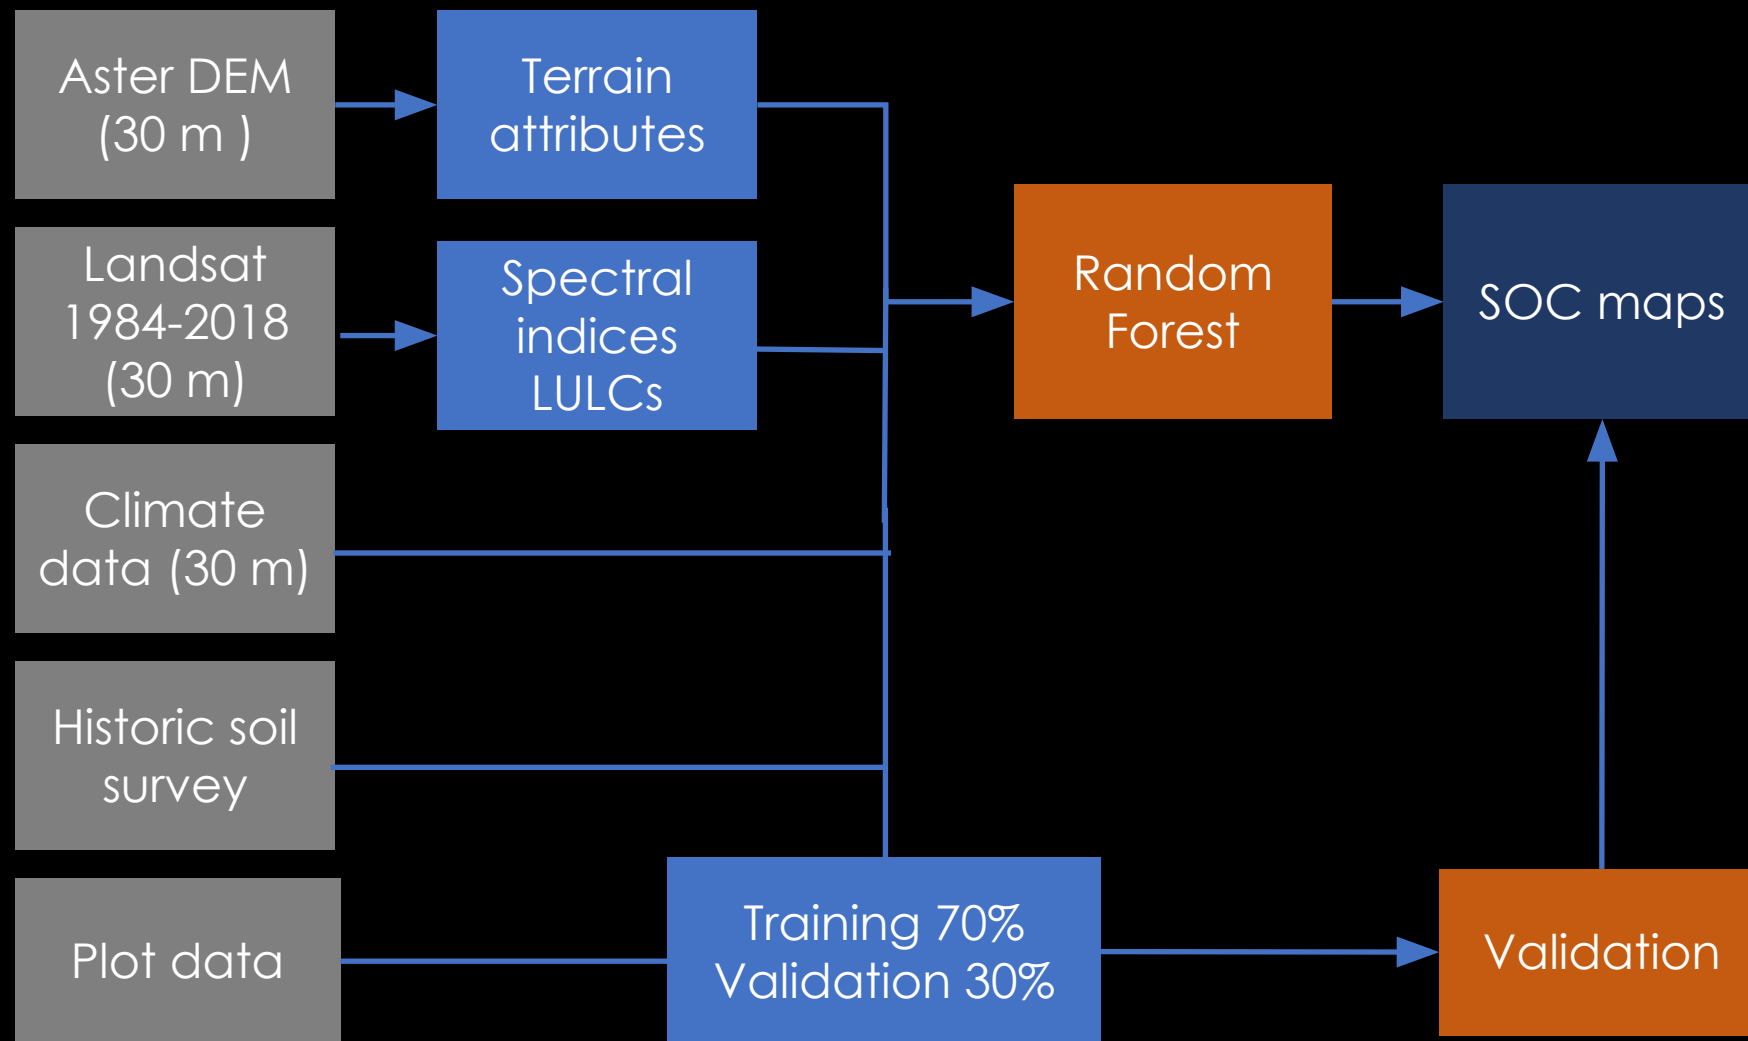 Aster DEM
(30 m )
Terrain
attributes
Landsat
1984-2018
(30 m)
Spectral
indices
LULCs
Random
Forest
SOC maps
Climate
data (30 m)
Historic soil
survey
Plot data
Training 70%
Validation 30%
Validation